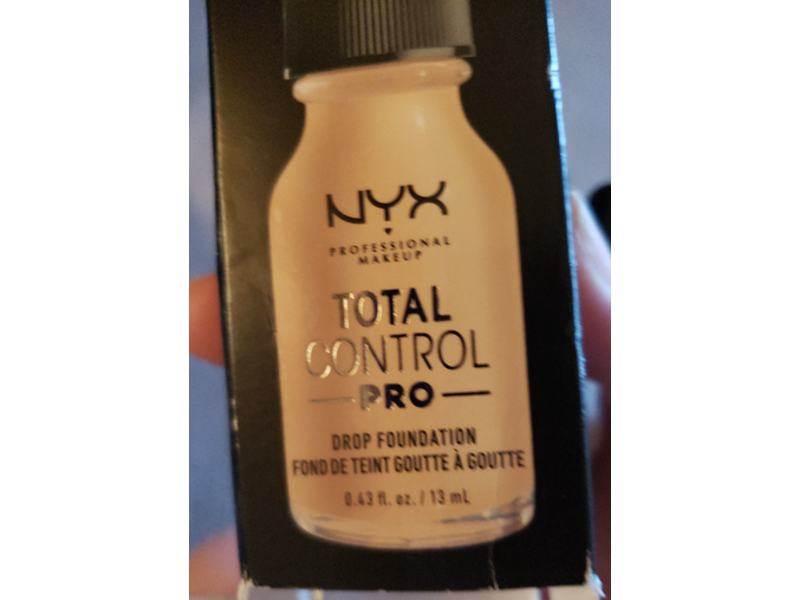 NYX
PROFESSIONAL
MAKEUP
TOTAL
CONTROL
PRO
DROP FOUNDATION
FOND DE TEINT GOUTTE À GOUTTE
0.43 fl. oz. / 13 mL